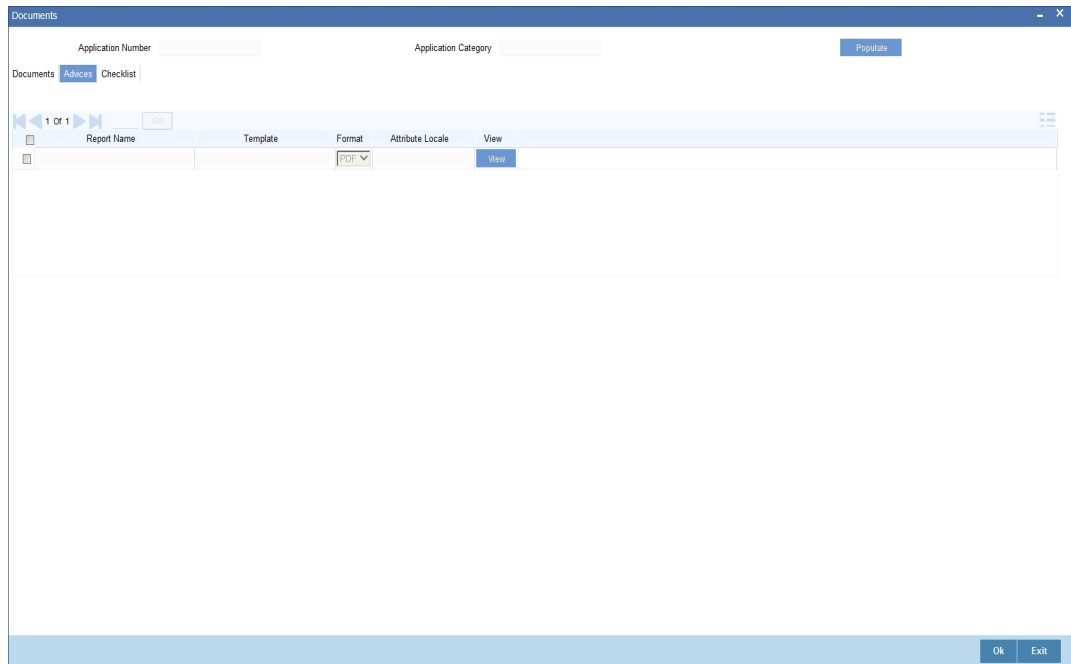 Documents
Application Number Application Category Populate
Documents Advices Checklist
1 Of 1 Go
Report Name Template Format Attribute Locale View
PDF View
Ok Exit